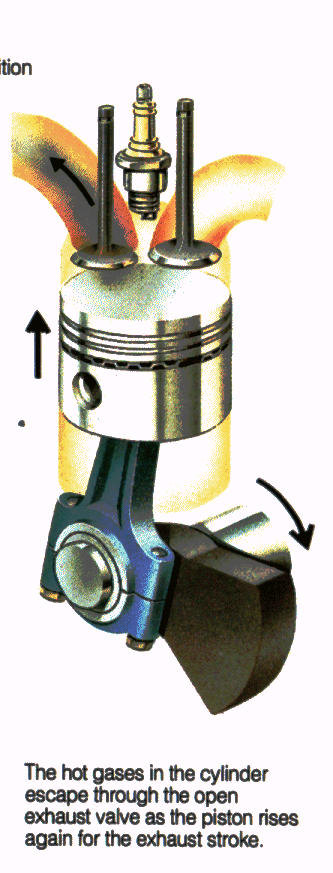 ition
The hot gases in the cylinder
escape through the open
exhaust valve as the piston rises
again for the exhaust stroke.